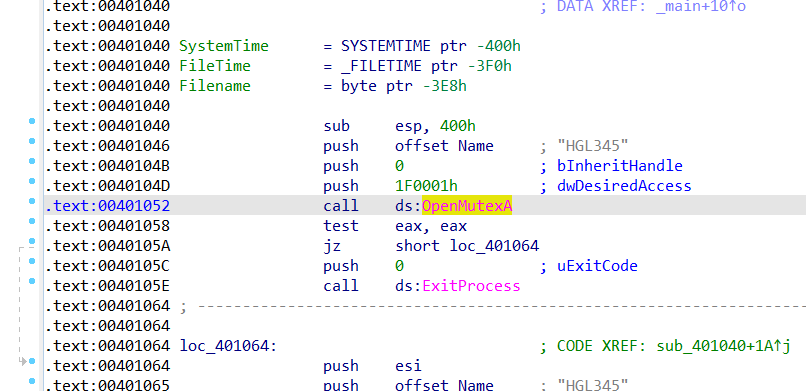 .text:00401040 ; DATA XREF: _main+10↑o
.text:00401040
.text:00401040 SystemTime = SYSTEMTIME ptr -400h
.text:00401040 FileTime = _FILETIME ptr -3F0h
.text:00401040 Filename = byte ptr -3E8h
.text:00401040
.text:00401040 sub esp, 400h
.text:00401046 push offset Name ; "HGL345"
.text:0040104B push 0 ; bInheritHandle
.text:0040104D push 1F0001h ; dwDesiredAccess
.text:00401052 call ds:OpenMutexA
.text:00401058 test eax, eax
.text:0040105A jz short loc_401064
.text:0040105C push 0 ; uExitCode
.text:0040105E call ds:ExitProcess
.text:00401064 ; ---------------------------------------------------------------------------
.text:00401064
.text:00401064 loc_401064: ; CODE XREF: sub_401040+1A↑j
.text:00401064 push esi
.text:00401065 push offset Name ; "HGL345"